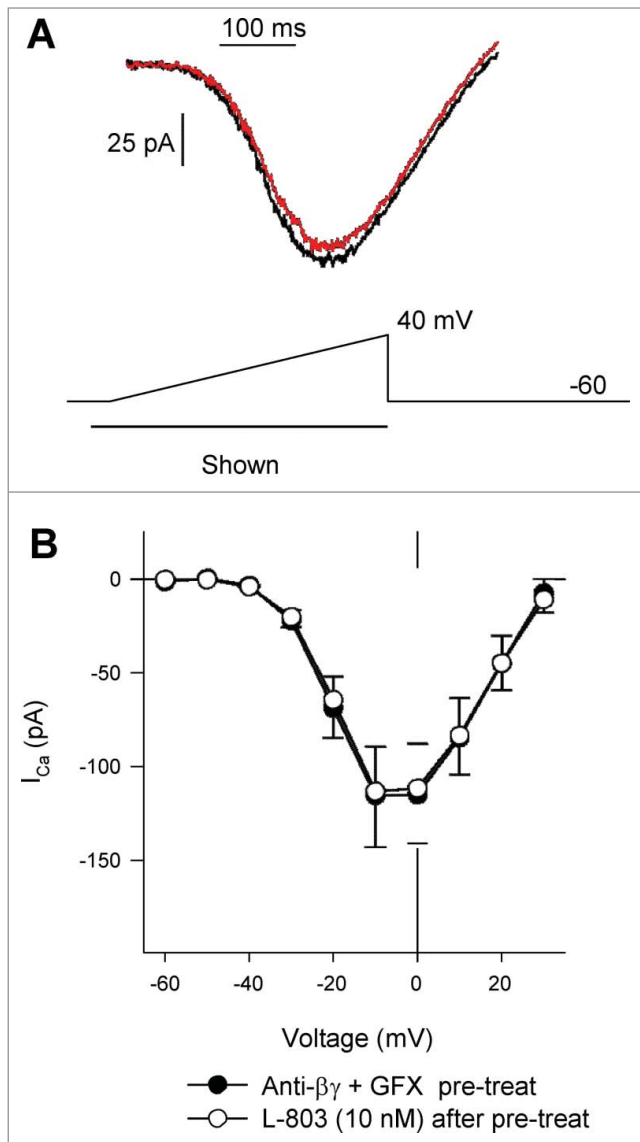 A
100 ms
25 pA
40 mV
-60
Shown
B
0
-50
-100
-150
I_Ca (pA)
-60 -40 -20 0 20
Voltage (mV)
Anti-βγ + GFX pre-treat
L-803 (10 nM) after pre-treat